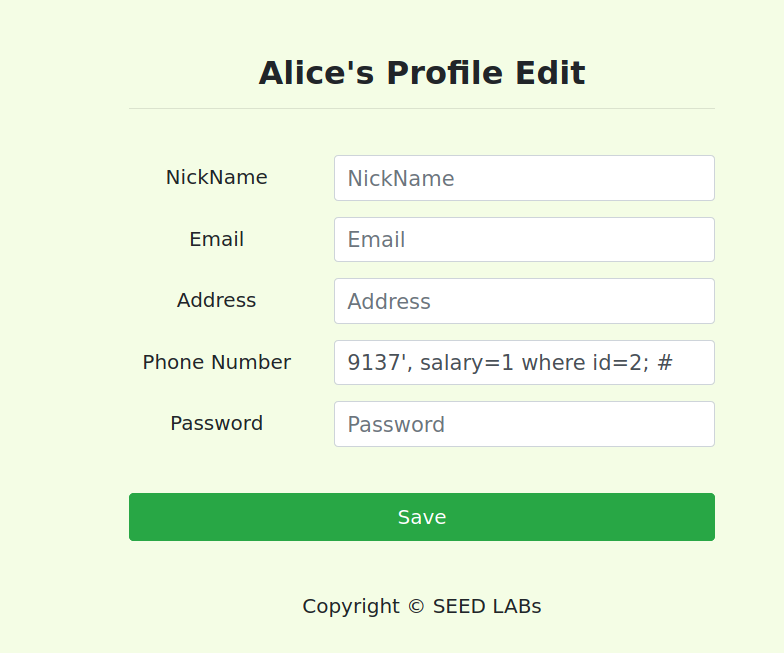 Alice's Profile Edit
NickName NickName
Email Email
Address Address
Phone Number 9137', salary=1 where id=2; #
Password Password
Save
Copyright © SEED LABs